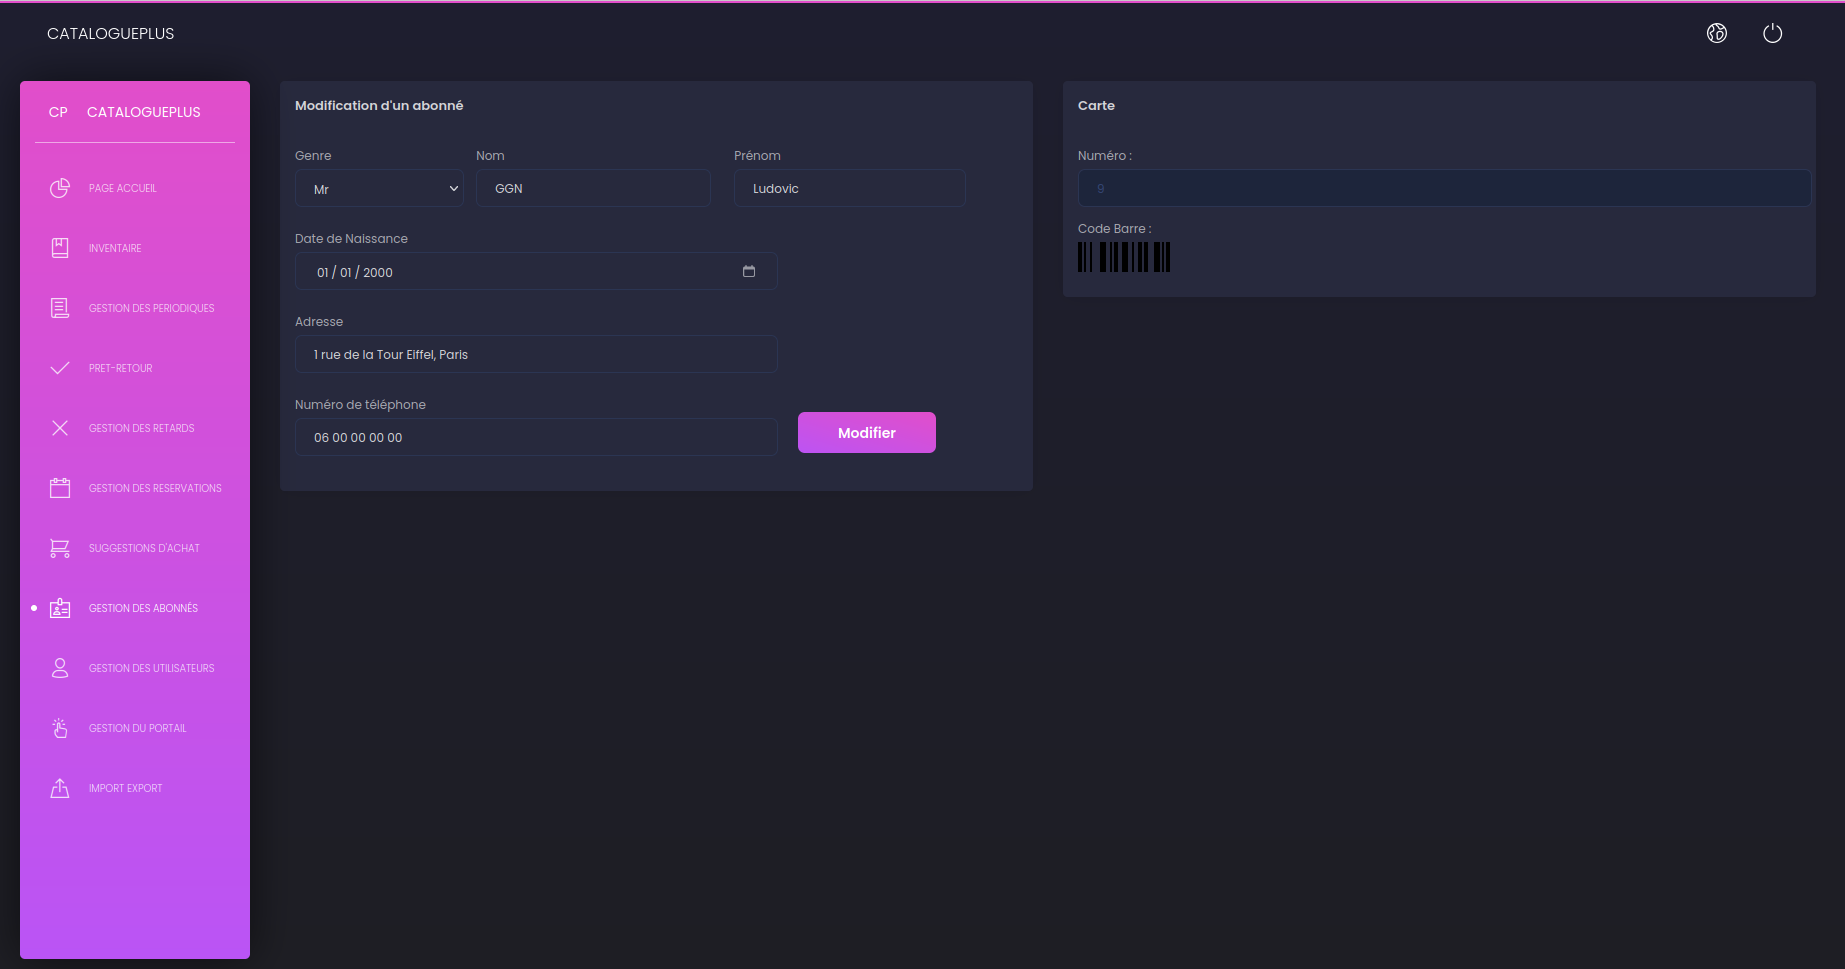 CATALOGUEPLUS
CP CATALOGUEPLUS
PAGE ACCUEIL
INVENTAIRE
GESTION DES PERIODIQUES
PRET-RETOUR
GESTION DES RETARDS
GESTION DES RESERVATIONS
SUGGESTIONS D'ACHAT
GESTION DES ABONNÉS
GESTION DES UTILISATEURS
GESTION DU PORTAIL
IMPORT EXPORT
Modification d'un abonné
Genre Nom Prénom
Mr GGN Ludovic
Date de Naissance
01 / 01 / 2000
Adresse
1 rue de la Tour Eiffel, Paris
Numéro de téléphone
06 00 00 00 00
Modifier
Carte
Numéro :
9
Code Barre :